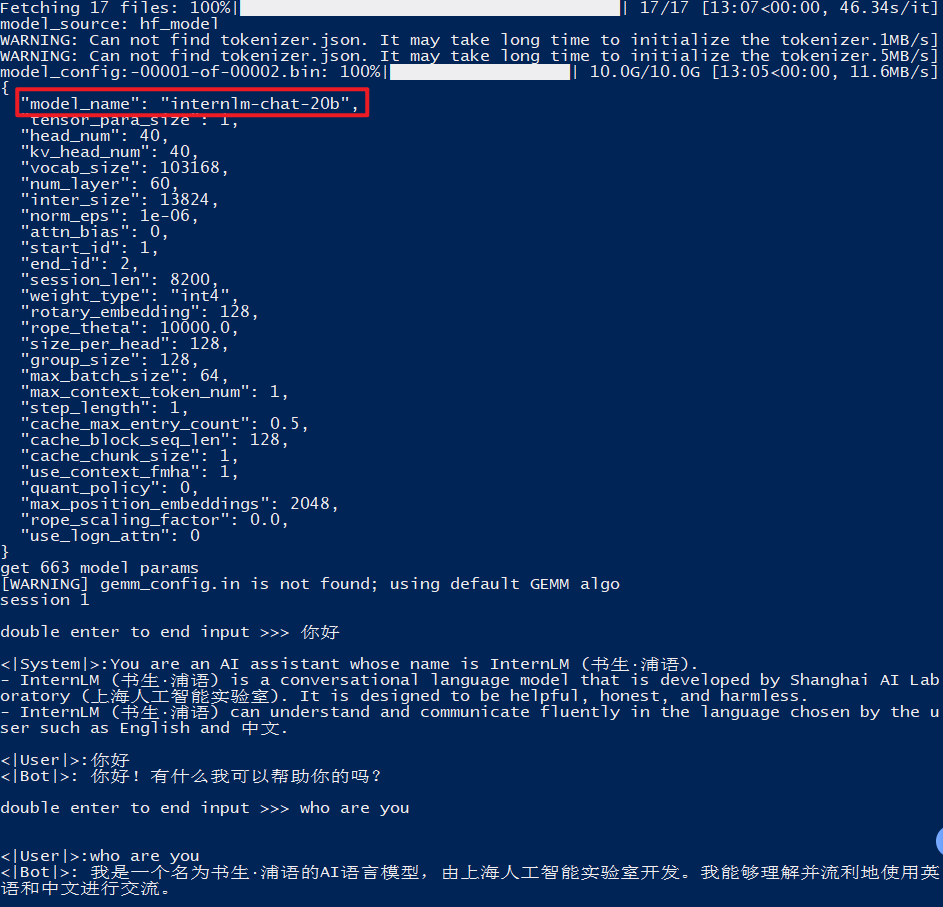 Fetching 17 files: 100%| | 17/17 [13:07<00:00, 46.34s/it]
model_source: hf_model
WARNING: Can not find tokenizer.json. It may take long time to initialize the tokenizer.1MB/s]
WARNING: Can not find tokenizer.json. It may take long time to initialize the tokenizer.5MB/s]
model_config:-00001-of-00002.bin: 100%| | 10.0G/10.0G [13:05<00:00, 11.6MB/s]
{
"model_name": "internlm-chat-20b",
"tensor_para_size": 1,
"head_num": 40,
"kv_head_num": 40,
"vocab_size": 103168,
"num_layer": 60,
"inter_size": 13824,
"norm_eps": 1e-06,
"attn_bias": 0,
"start_id": 1,
"end_id": 2,
"session_len": 8200,
"weight_type": "int4",
"rotary_embedding": 128,
"rope_theta": 10000.0,
"size_per_head": 128,
"group_size": 128,
"max_batch_size": 64,
"max_context_token_num": 1,
"step_length": 1,
"cache_max_entry_count": 0.5,
"cache_block_seq_len": 128,
"cache_chunk_size": 1,
"use_context_fmha": 1,
"quant_policy": 0,
"max_position_embeddings": 2048,
"rope_scaling_factor": 0.0,
"use_logn_attn": 0
}
get 663 model params
[WARNING] gemm_config.in is not found; using default GEMM algo
session 1
double enter to end input >>> 你好
<|System|>:You are an AI assistant whose name is InternLM (书生·浦语).
- InternLM (书生·浦语) is a conversational language model that is developed by Shanghai AI Lab
oratory (上海人工智能实验室). It is designed to be helpful, honest, and harmless.
- InternLM (书生·浦语) can understand and communicate fluently in the language chosen by the u
ser such as English and 中文.
<|User|>:你好
<|Bot|>: 你好！有什么我可以帮助你的吗？
double enter to end input >>> who are you
<|User|>:who are you
<|Bot|>: 我是一个名为书生·浦语的AI语言模型，由上海人工智能实验室开发。我能够理解并流利地使用英
语和中文进行交流。